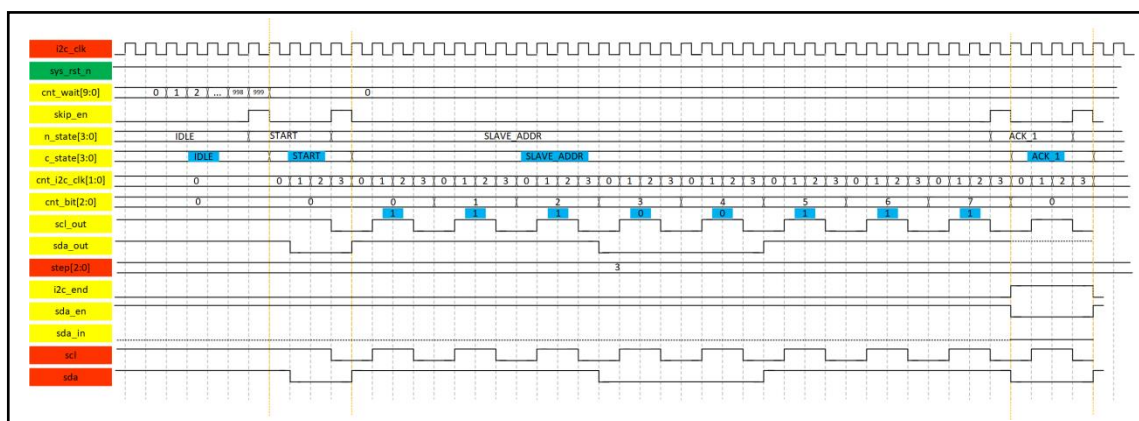 i2c_clk
sys_rst_n
cnt_wait[9:0] 0 1 2 ... 998 999 0
skip_en
n_state[3:0] IDLE START SLAVE_ADDR ACK_1
c_state[3:0] IDLE START SLAVE_ADDR ACK_1
cnt_i2c_clk[1:0] 0 0 1 2 3 0 1 2 3 0 1 2 3 0 1 2 3 0 1 2 3 0 1 2 3 0 1 2 3 0 1 2 3 0 1 2 3 0 1 2 3
cnt_bit[2:0] 0 0 0 1 2 3 4 5 6 7 0
1 1 1 0 0 1 1 1
scl_out
sda_out
step[2:0] 3
i2c_end
sda_en
sda_in
scl
sda